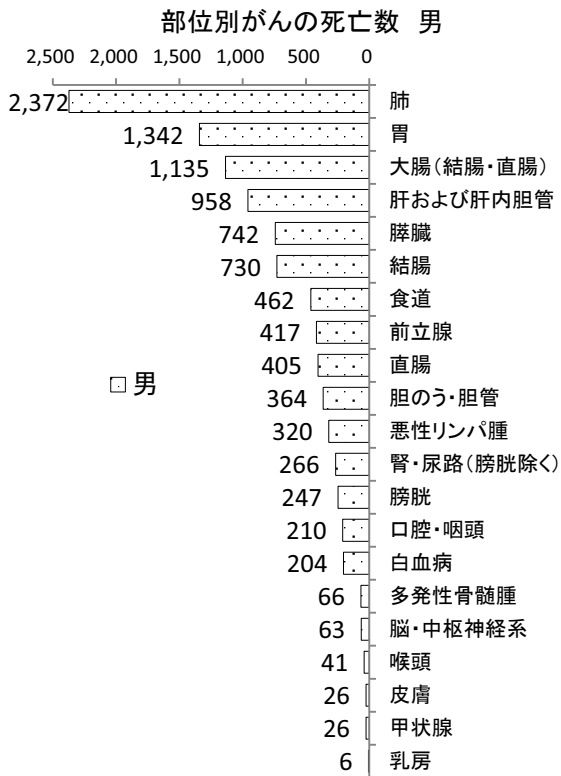 部位別がんの死亡数 男
2,500 2,000 1,500 1,000 500 0
2,372 肺
1,342 胃
1,135 大腸（結腸・直腸）
958 肝および肝内胆管
742 膵臓
730 結腸
462 食道
417 前立腺
405 直腸
男
364 胆のう・胆管
320 悪性リンパ腫
266 腎・尿路（膀胱除く）
247 膀胱
210 口腔・咽頭
204 白血病
66 多発性骨髄腫
63 脳・中枢神経系
41 喉頭
26 皮膚
26 甲状腺
6 乳房